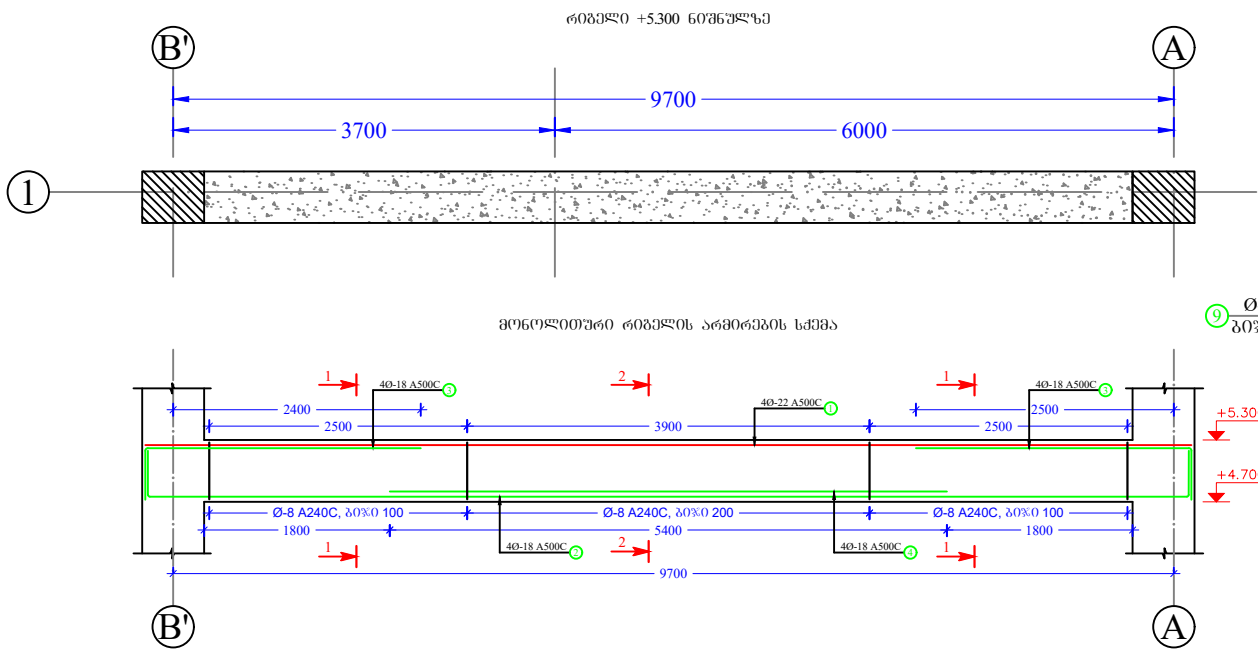 რიგელი +5.300 ნიშნულზე
B' A
9700
3700 6000
1
მონოლითური რიგელის არმირების სქემა
9 Ø
ბიჯ
1 2 1
4Ø-18 A500C 3 4Ø-18 A500C 3
4Ø-22 A500C 1
2400 2500
2500 3900 2500
+5.30
+4.70
Ø-8 A240C, ბიჯი 100 Ø-8 A240C, ბიჯი 200 Ø-8 A240C, ბიჯი 100
1800 5400 1800
1 2 1
4Ø-18 A500C 2 4Ø-18 A500C 4
9700
B' A